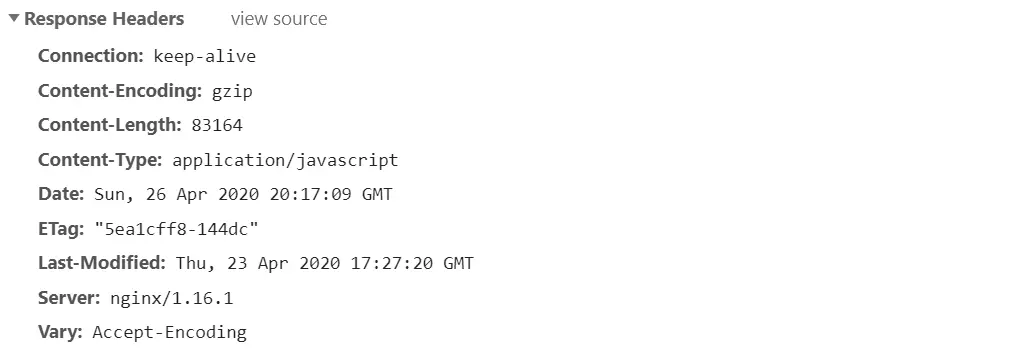 Response Headers view source
Connection: keep-alive
Content-Encoding: gzip
Content-Length: 83164
Content-Type: application/javascript
Date: Sun, 26 Apr 2020 20:17:09 GMT
ETag: "5ea1cff8-144dc"
Last-Modified: Thu, 23 Apr 2020 17:27:20 GMT
Server: nginx/1.16.1
Vary: Accept-Encoding